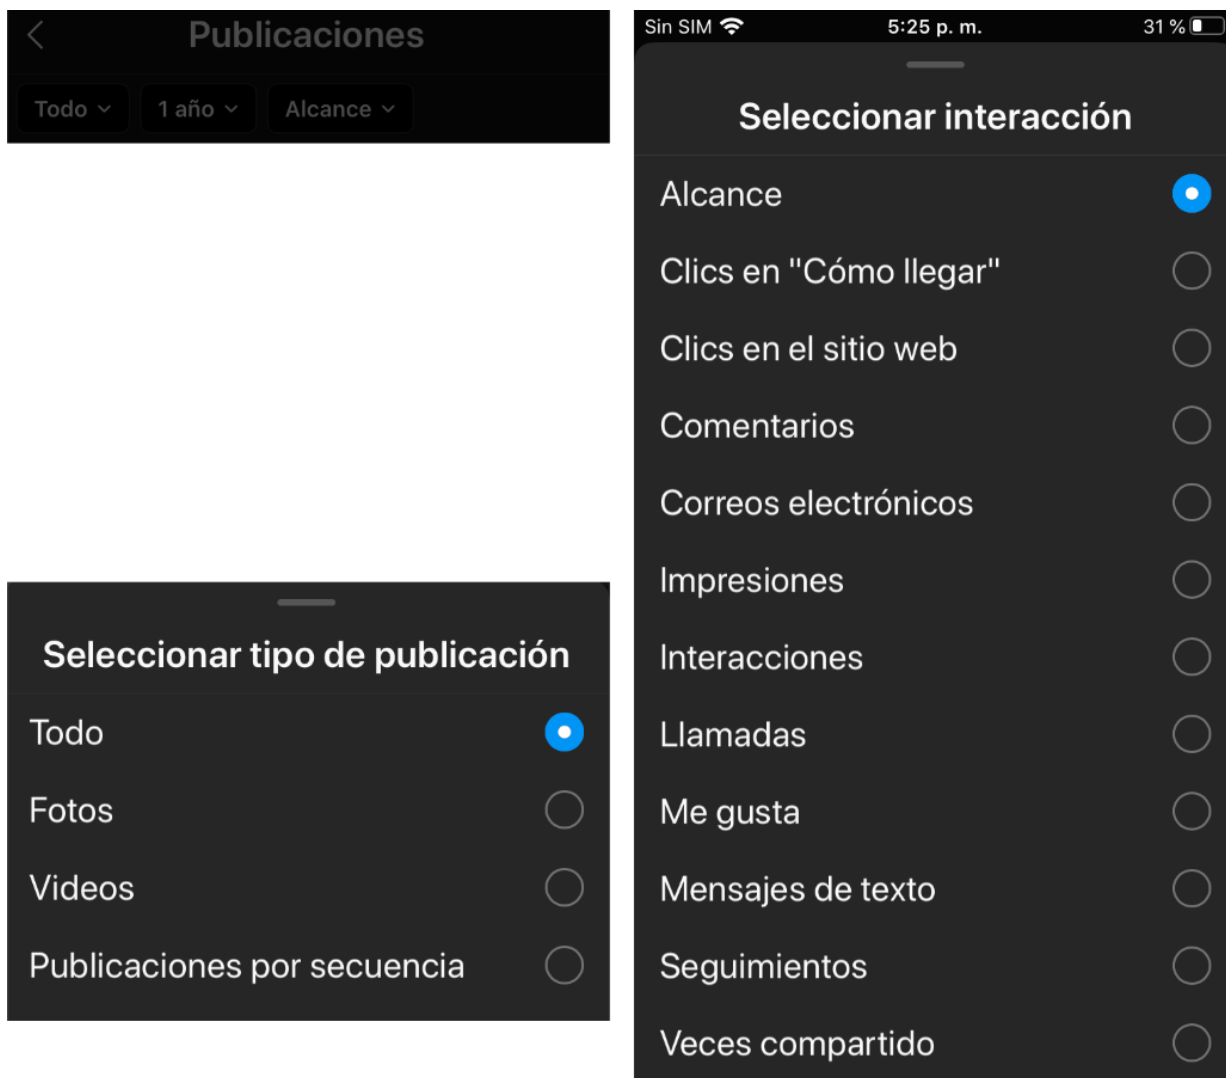 Publicaciones
Todo
1 año
Alcance
Seleccionar tipo de publicación
Todo
Fotos
Videos
Publicaciones por secuencia
Sin SIM
5:25 p. m.
31 %
Seleccionar interacción
Alcance
Clics en "Cómo llegar"
Clics en el sitio web
Comentarios
Correos electrónicos
Impresiones
Interacciones
Llamadas
Me gusta
Mensajes de texto
Seguimientos
Veces compartido